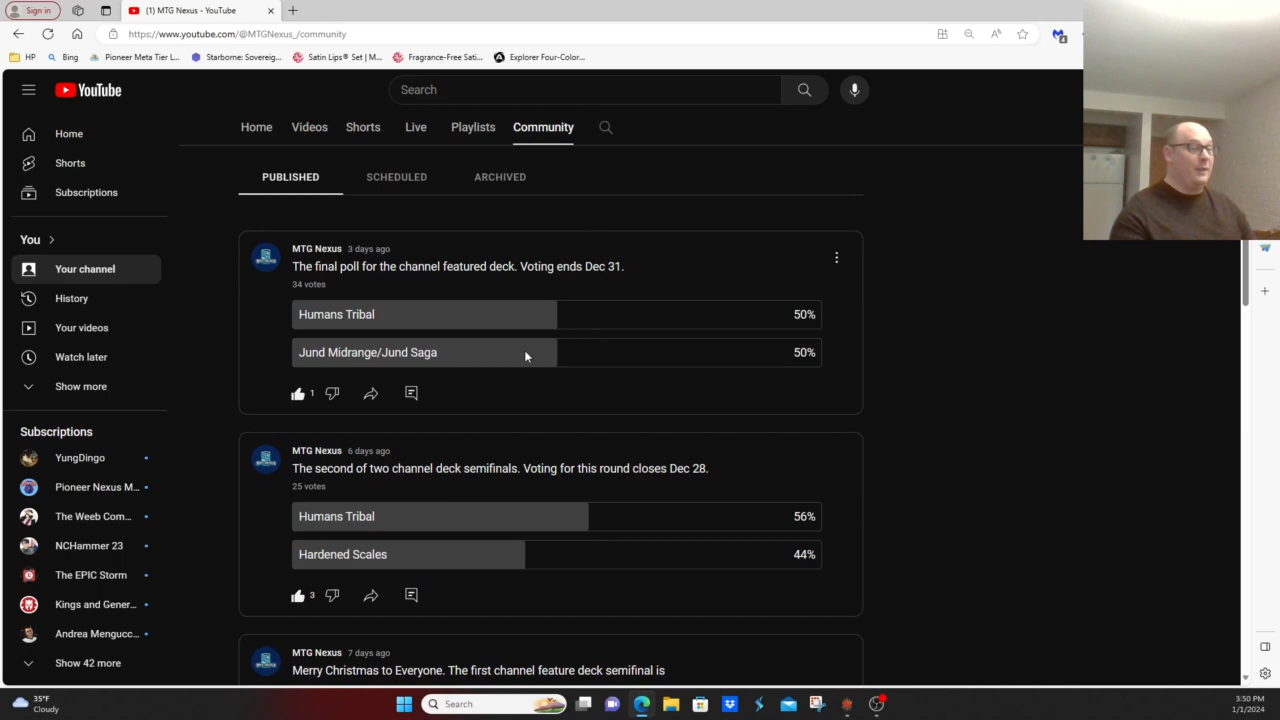 Sign in
(1) MTG Nexus - YouTube
https://www.youtube.com/@MTGNexus_/community
HP
Bing
Pioneer Meta Tier L...
Starborne: Sovereig...
Satin Lips® Set | M...
Fragrance-Free Sati...
Explorer Four-Color...
4
YouTube
Search
Home
Videos
Shorts
Live
Playlists
Community
Home
Shorts
Subscriptions
You
Your channel
History
Your videos
Watch later
Show more
Subscriptions
YungDingo
Pioneer Nexus M...
The Weeb Com...
NCHammer 23
The EPIC Storm
Kings and Gener...
Andrea Mengucc...
Show 42 more
PUBLISHED
SCHEDULED
ARCHIVED
MTG Nexus 3 days ago
The final poll for the channel featured deck. Voting ends Dec 31.
34 votes
Humans Tribal 50%
Jund Midrange/Jund Saga 50%
1
MTG Nexus 6 days ago
The second of two channel deck semifinals. Voting for this round closes Dec 28.
25 votes
Humans Tribal 56%
Hardened Scales 44%
3
MTG Nexus 7 days ago
Merry Christmas to Everyone. The first channel feature deck semifinal is
35°F
Cloudy
Search
3:50 PM
1/1/2024